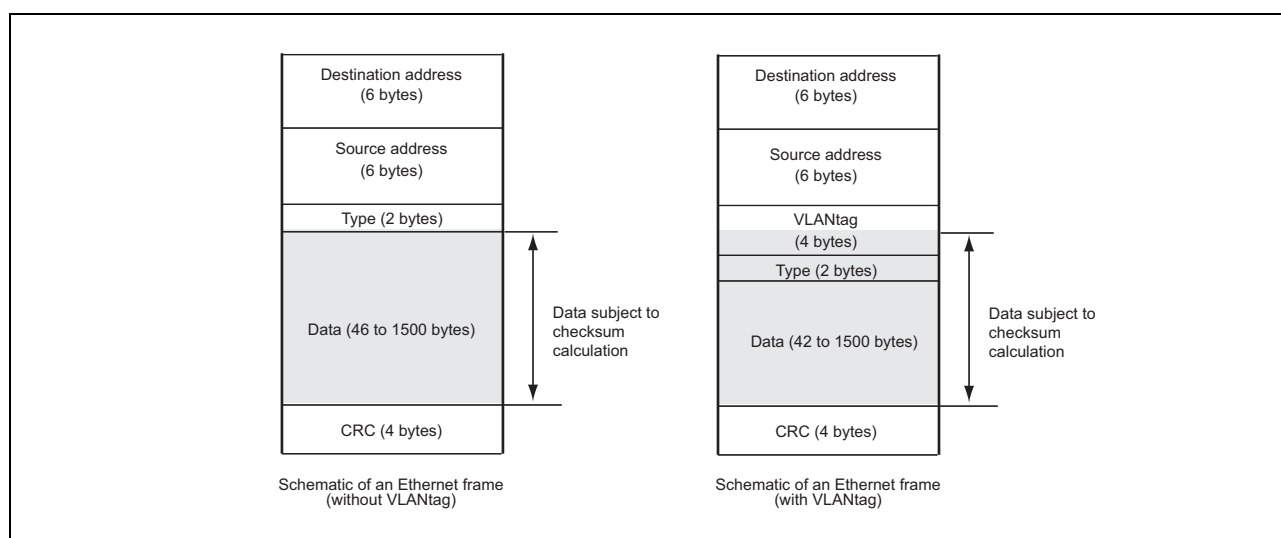 Destination address
(6 bytes)
Source address
(6 bytes)
Type (2 bytes)
Data (46 to 1500 bytes)
Data subject to
checksum
calculation
CRC (4 bytes)
Schematic of an Ethernet frame
(without VLANtag)
Destination address
(6 bytes)
Source address
(6 bytes)
VLANtag
(4 bytes)
Type (2 bytes)
Data (42 to 1500 bytes)
Data subject to
checksum
calculation
CRC (4 bytes)
Schematic of an Ethernet frame
(with VLANtag)